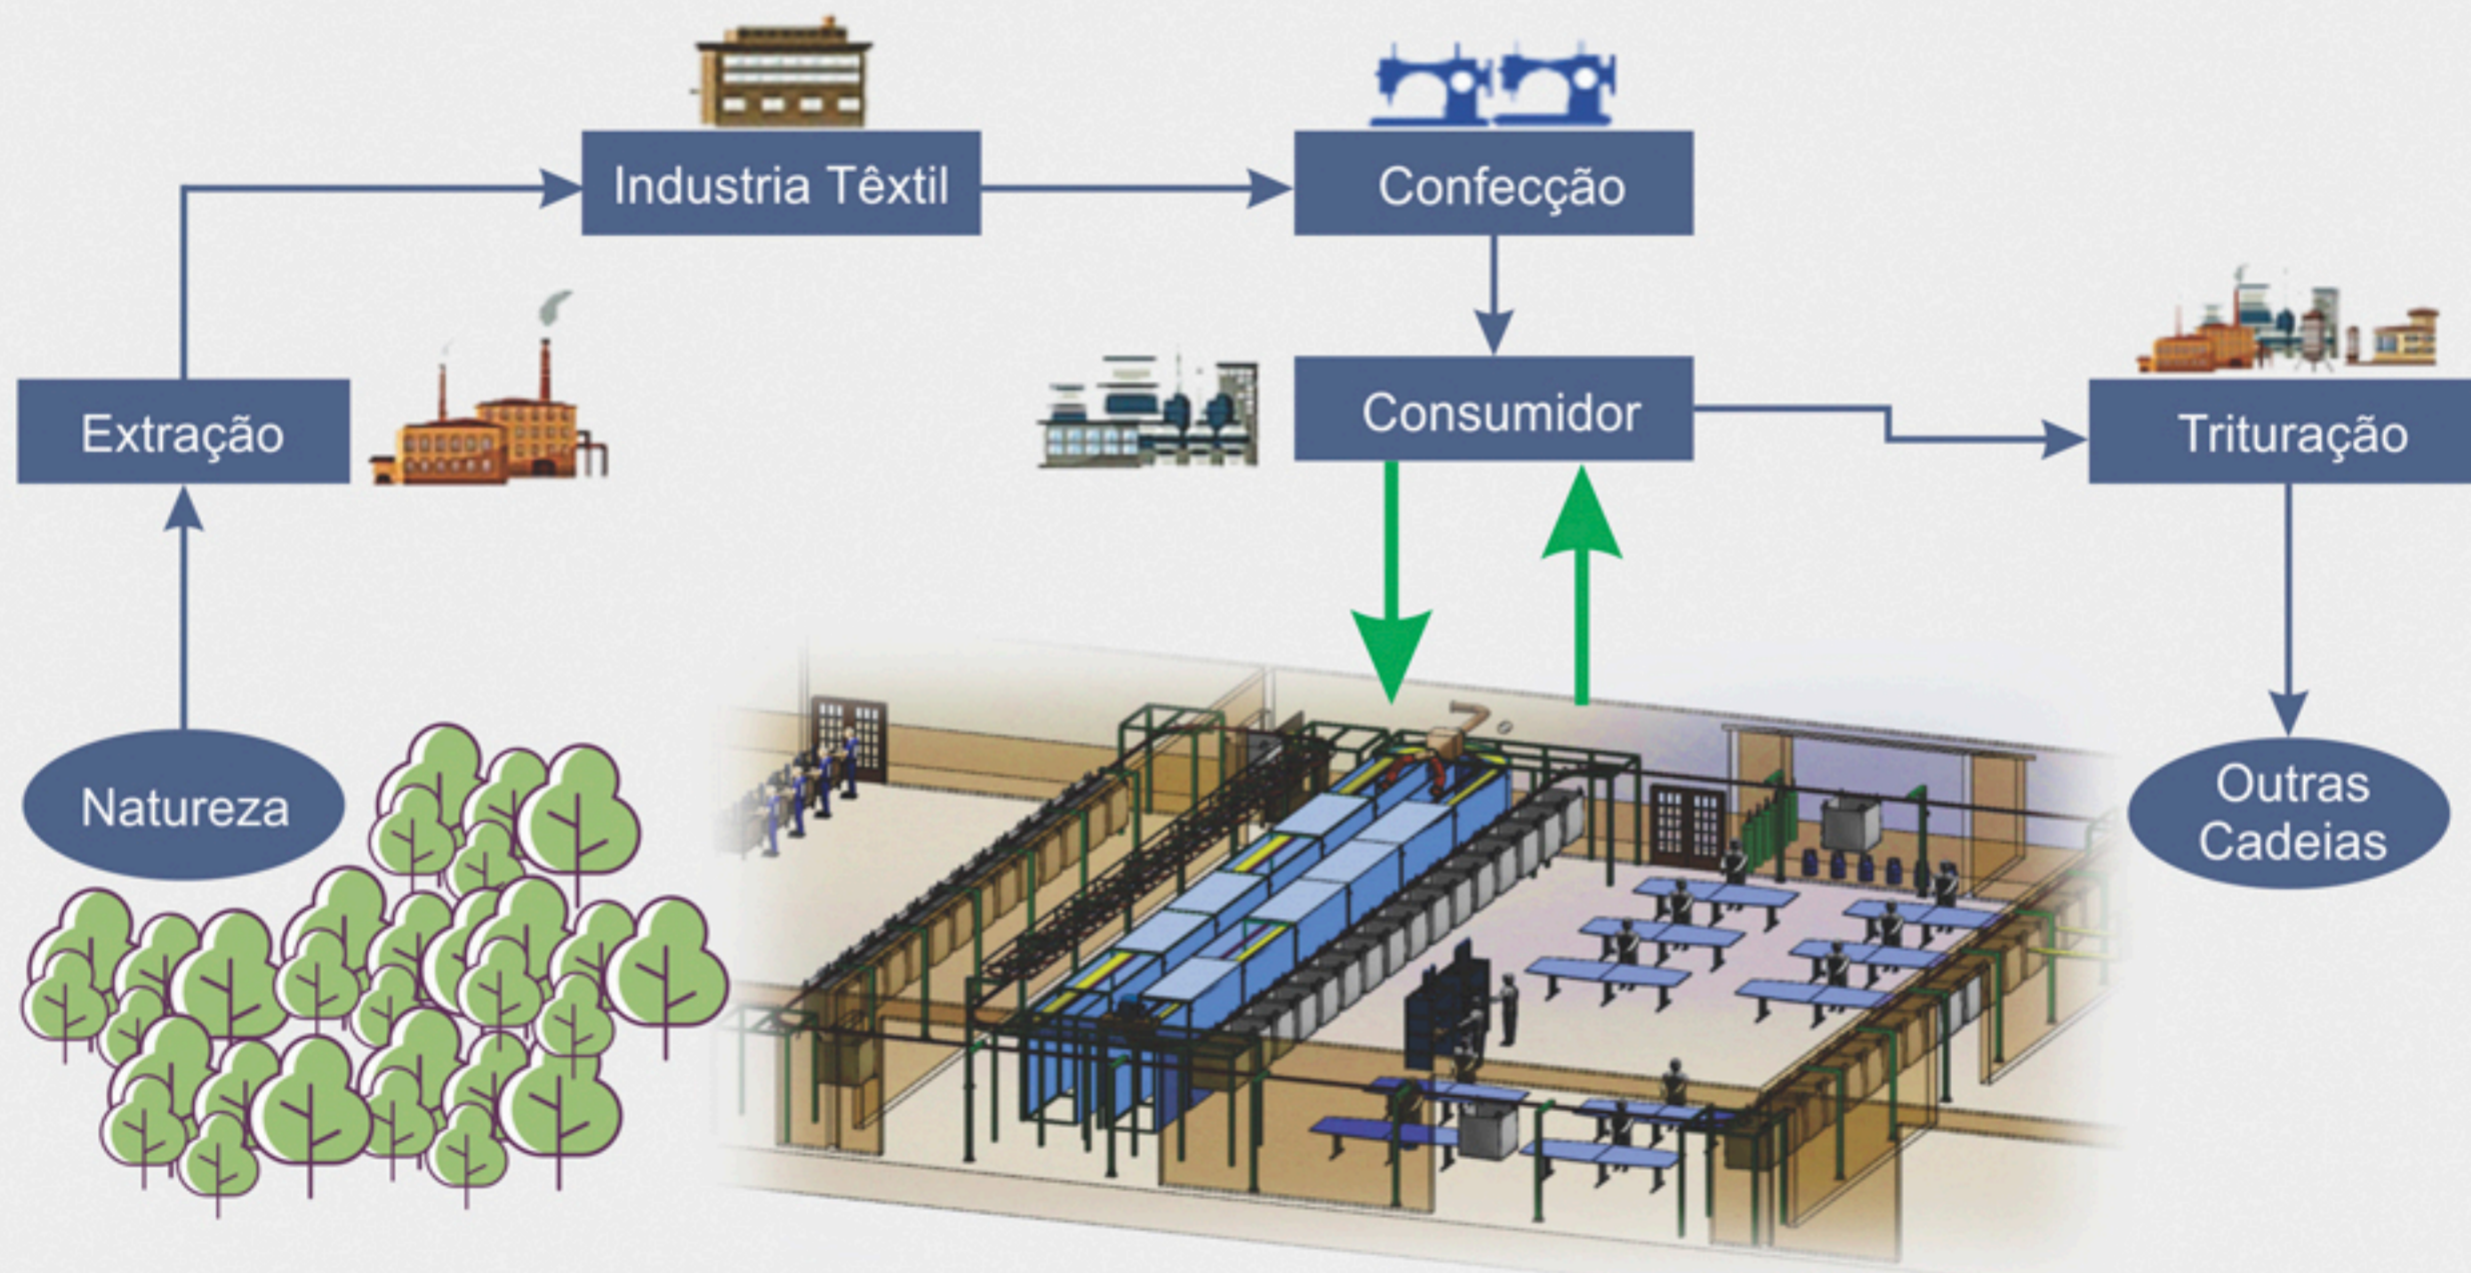 Industria Têxtil
Confecção
Extração
Consumidor
Trituração
Natureza
Outras
Cadeias